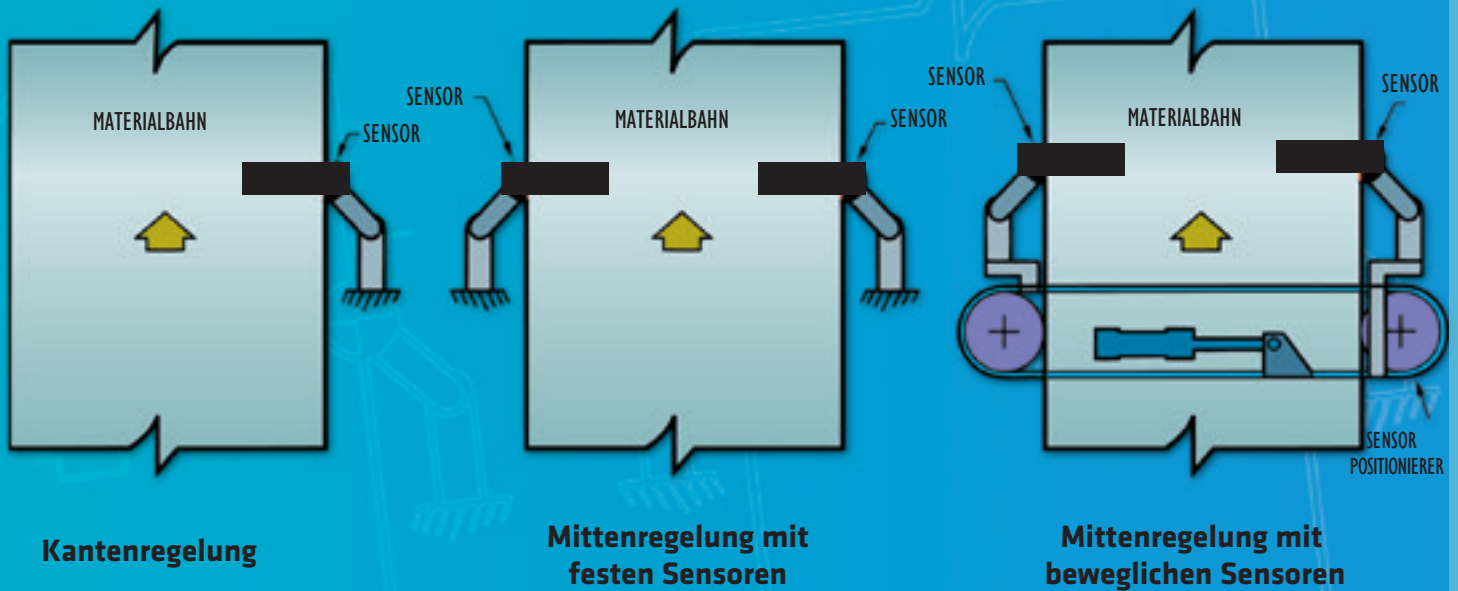 MATERIALBAHN
SENSOR
Kantenregelung
SENSOR
MATERIALBAHN
SENSOR
Mittenregelung mit
festen Sensoren
SENSOR
MATERIALBAHN
SENSOR
SENSOR
POSITIONIERER
Mittenregelung mit
beweglichen Sensoren